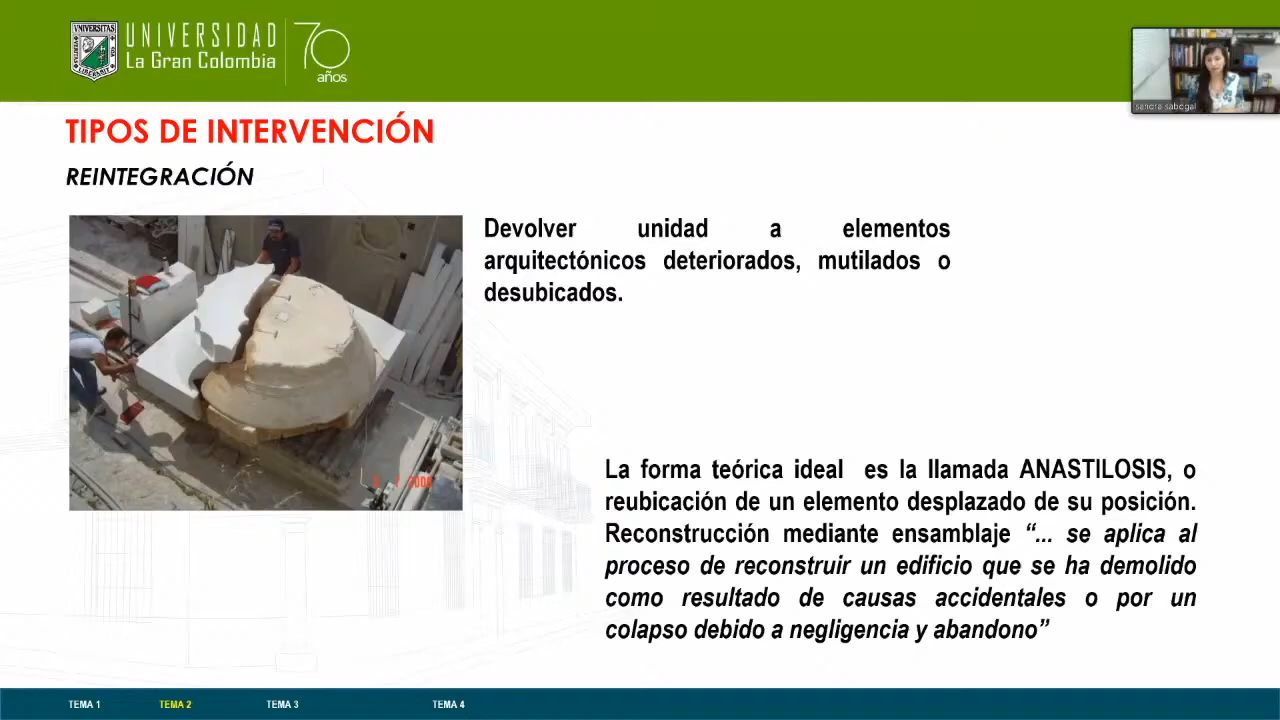 VNIVERSITAS
UNIVERSIDAD
La Gran Colombia
70
años
sandra sabogal
TIPOS DE INTERVENCIÓN
REINTEGRACIÓN
Devolver unidad a elementos
arquitectónicos deteriorados, mutilados o
desubicados.
La forma teórica ideal es la llamada ANASTILOSIS, o
reubicación de un elemento desplazado de su posición.
Reconstrucción mediante ensamblaje “... se aplica al
proceso de reconstruir un edificio que se ha demolido
como resultado de causas accidentales o por un
colapso debido a negligencia y abandono”
TEMA 1
TEMA 2
TEMA 3
TEMA 4